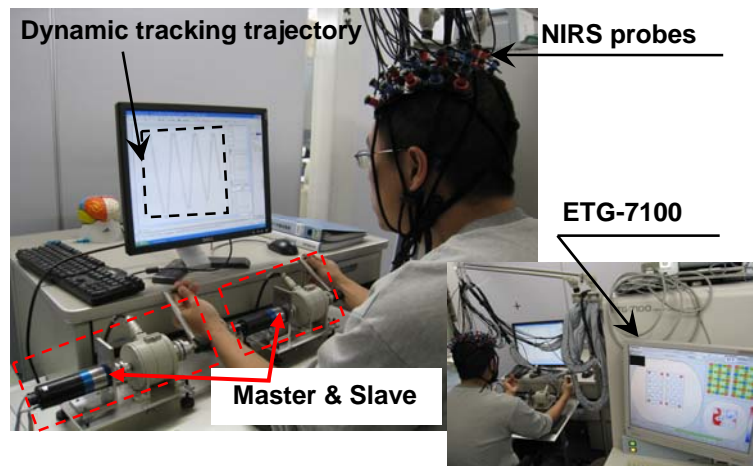 Dynamic tracking trajectory
NIRS probes
ETG-7100
Master & Slave